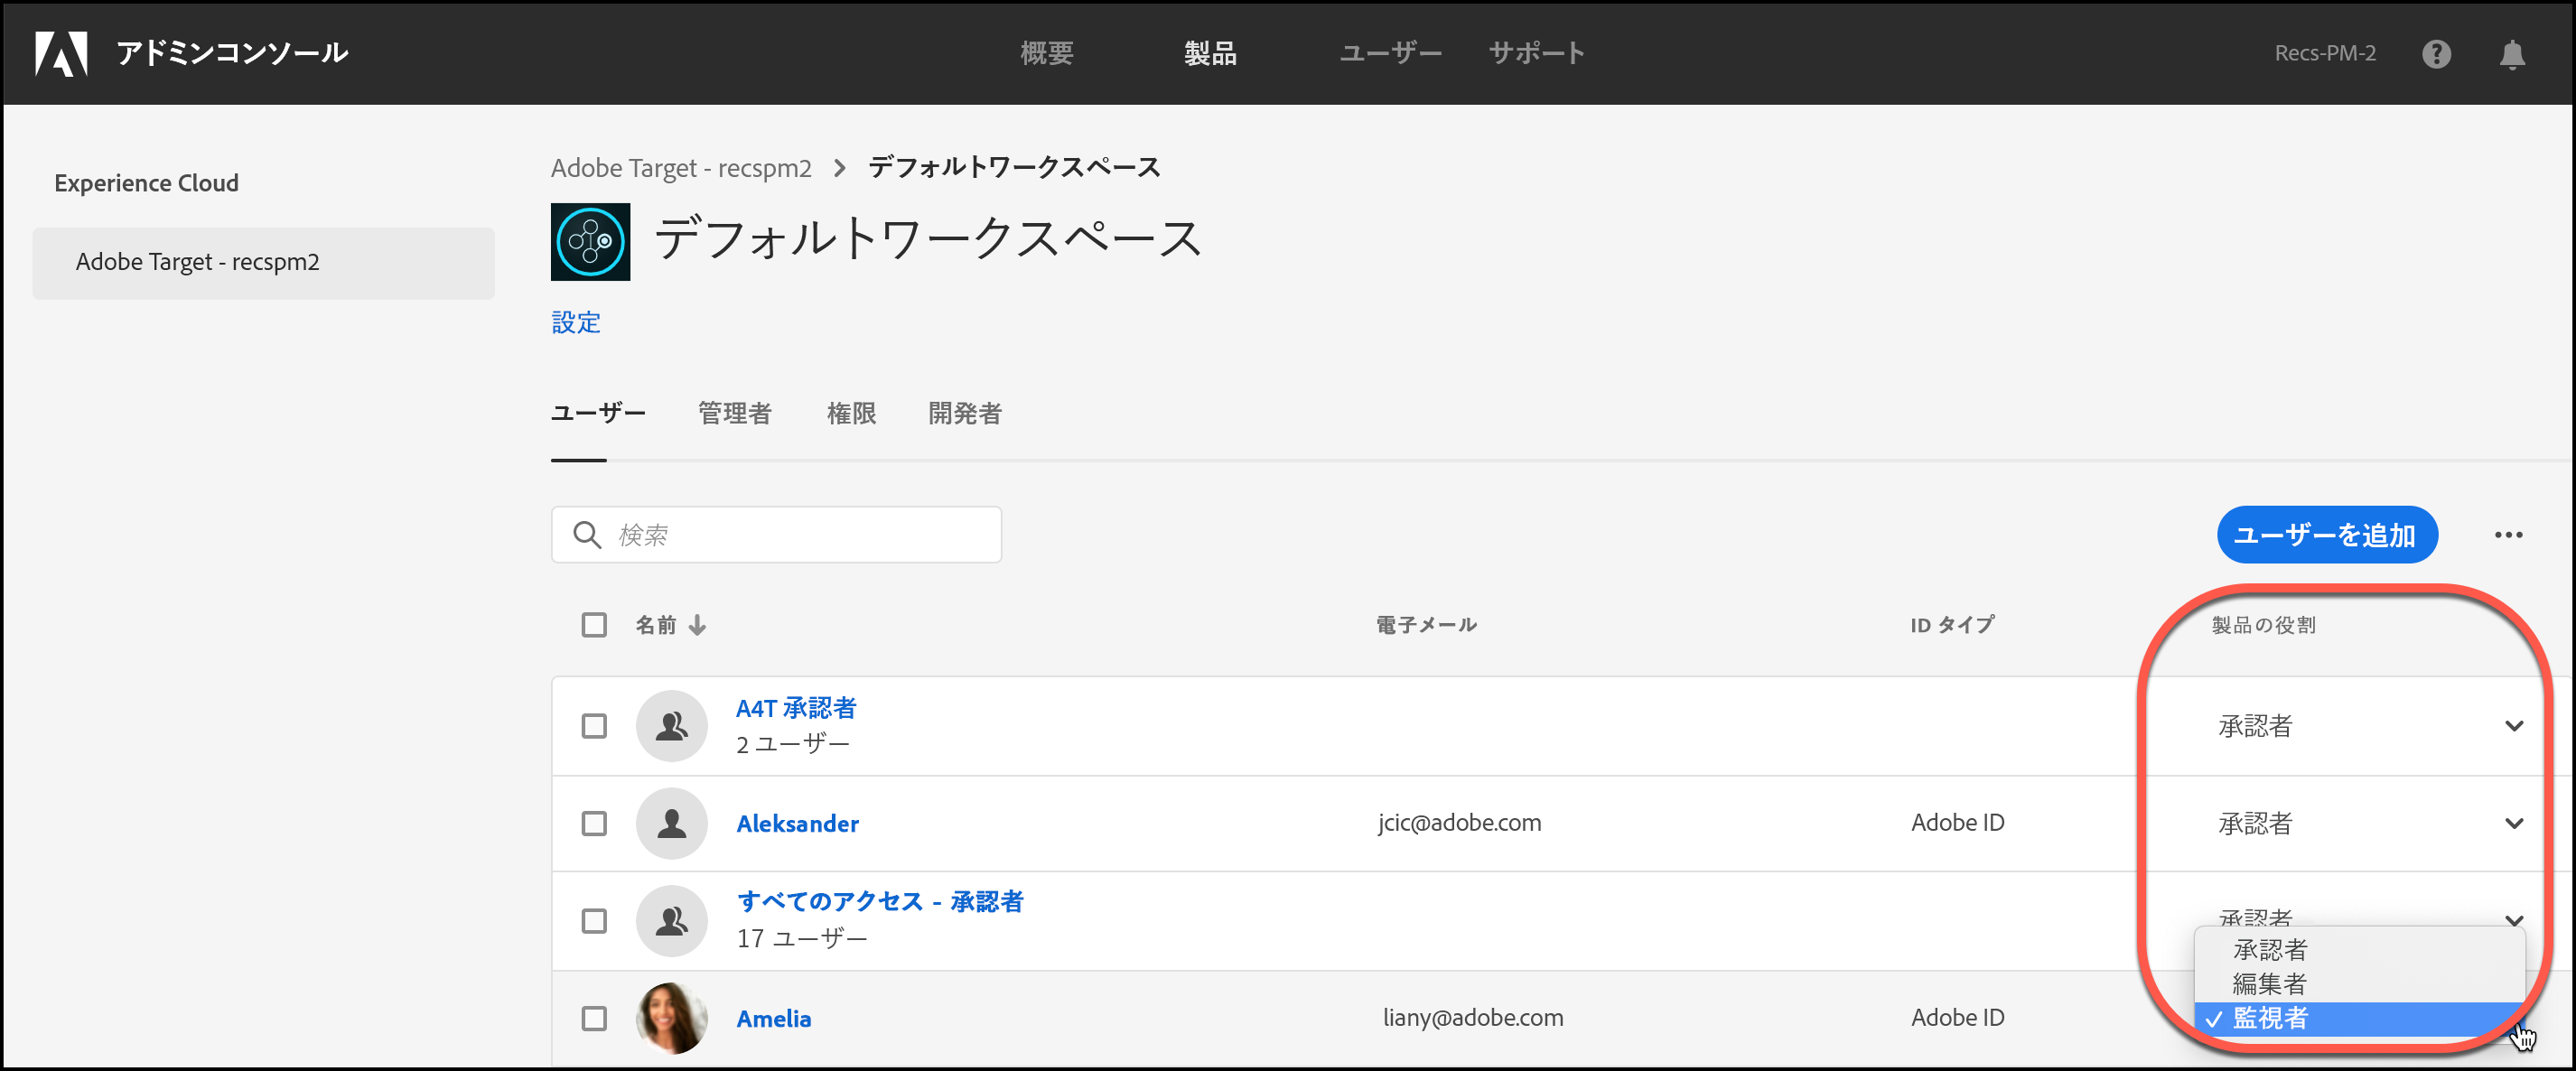 アドミンコンソール
概要 製品 ユーザー サポート
Recs-PM-2
Experience Cloud
Adobe Target - recspm2
Adobe Target - recspm2 デフォルトワークスペース
デフォルトワークスペース
設定
ユーザー 管理者 権限 開発者
検索
ユーザーを追加
名前 電子メール ID タイプ 製品の役割
A4T 承認者
2 ユーザー
承認者
Aleksander jcic@adobe.com Adobe ID 承認者
すべてのアクセス - 承認者
17 ユーザー
承認者
承認者
編集者
監視者
Amelia liany@adobe.com Adobe ID